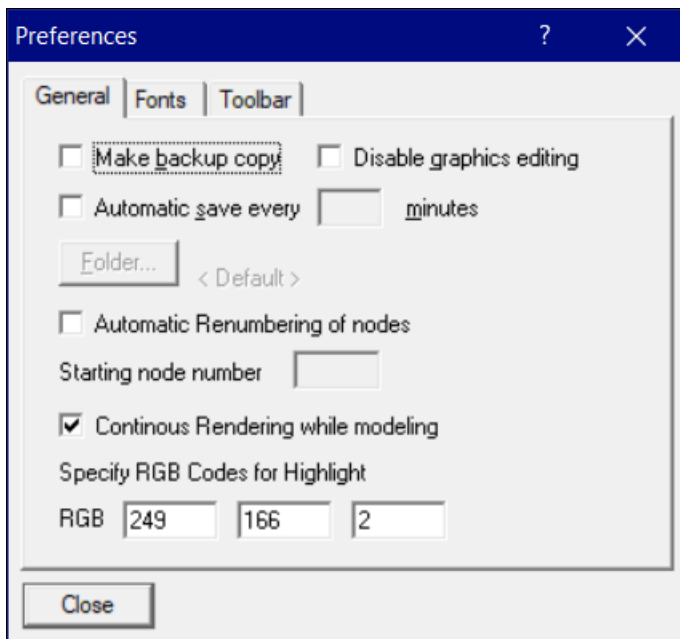 Preferences ?
General Fonts Toolbar
Make backup copy Disable graphics editing
Automatic save every minutes
Folder... < Default >
Automatic Renumbering of nodes
Starting node number
Continous Rendering while modeling
Specify RGB Codes for Highlight
RGB 249 166 2
Close